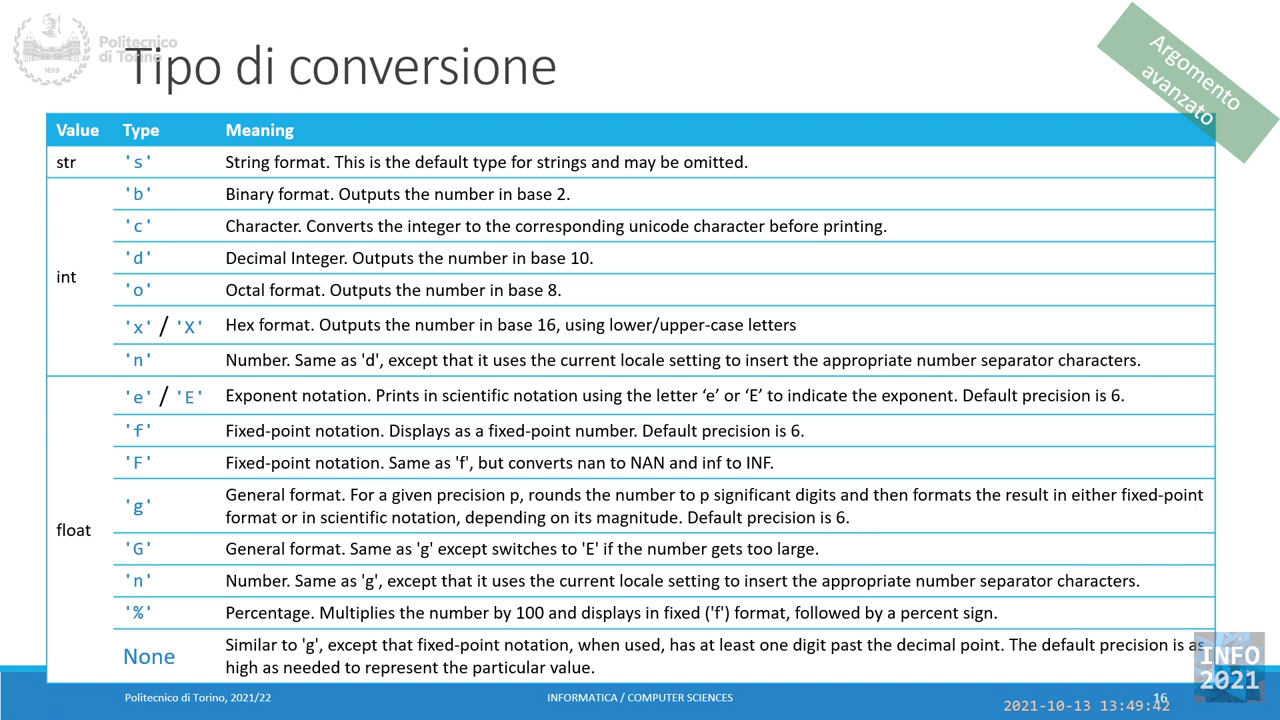 Politecnico
di Torino
1859
Tipo di conversione
Argomento
avanzato
Value Type Meaning
str 's' String format. This is the default type for strings and may be omitted.
int
'b' Binary format. Outputs the number in base 2.
'c' Character. Converts the integer to the corresponding unicode character before printing.
'd' Decimal Integer. Outputs the number in base 10.
'o' Octal format. Outputs the number in base 8.
'x' / 'X' Hex format. Outputs the number in base 16, using lower/upper-case letters
'n' Number. Same as 'd', except that it uses the current locale setting to insert the appropriate number separator characters.
float
'e' / 'E' Exponent notation. Prints in scientific notation using the letter ‘e’ or ‘E’ to indicate the exponent. Default precision is 6.
'f' Fixed-point notation. Displays as a fixed-point number. Default precision is 6.
'F' Fixed-point notation. Same as 'f', but converts nan to NAN and inf to INF.
'g' General format. For a given precision p, rounds the number to p significant digits and then formats the result in either fixed-point
format or in scientific notation, depending on its magnitude. Default precision is 6.
'G' General format. Same as 'g' except switches to 'E' if the number gets too large.
'n' Number. Same as 'g', except that it uses the current locale setting to insert the appropriate number separator characters.
'%' Percentage. Multiplies the number by 100 and displays in fixed ('f') format, followed by a percent sign.
None Similar to 'g', except that fixed-point notation, when used, has at least one digit past the decimal point. The default precision is as
high as needed to represent the particular value.
INFO
2021
Politecnico di Torino, 2021/22 INFORMATICA / COMPUTER SCIENCES 16
2021-10-13 13:49:42